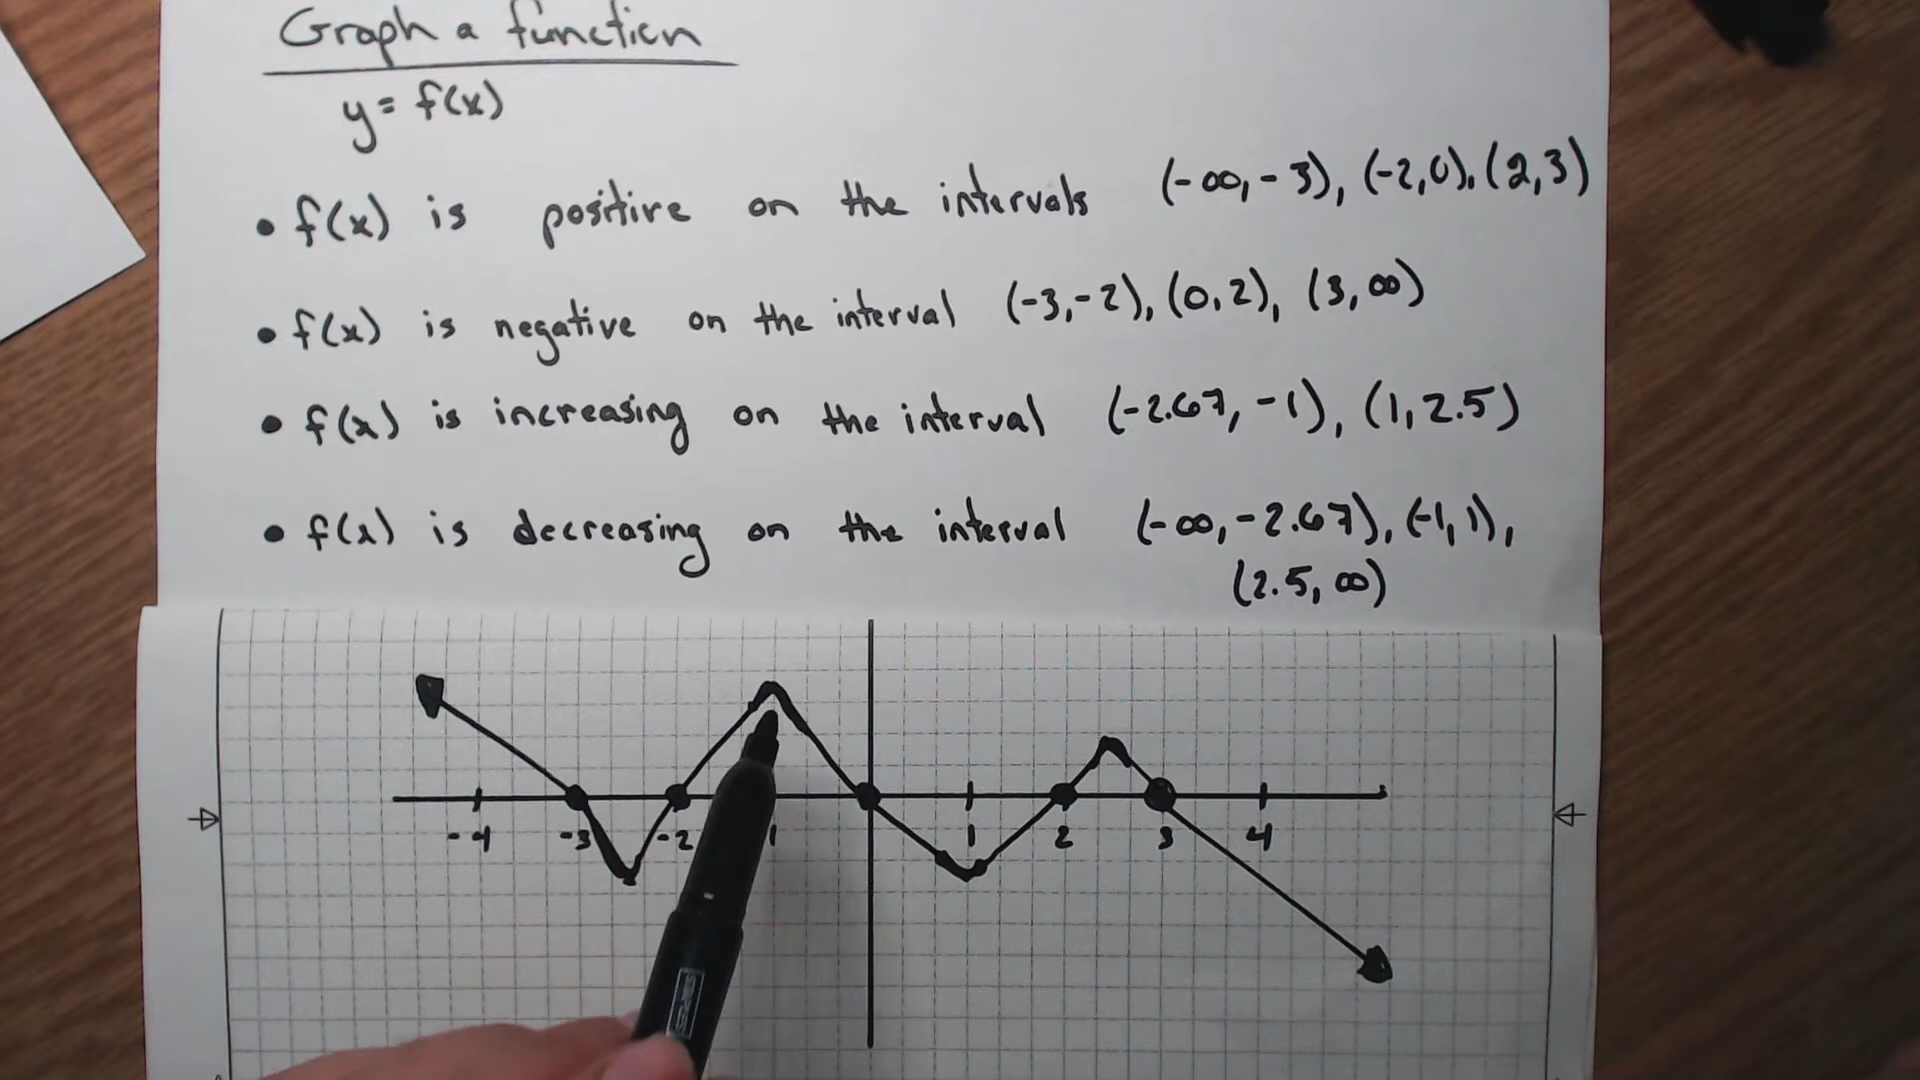 Graph a function
y = f(x)
• f(x) is positive on the intervals (-∞, -3), (-2,0), (2,3)
• f(x) is negative on the interval (-3,-2), (0,2), (3,∞)
• f(x) is increasing on the interval (-2.67, -1), (1, 2.5)
• f(x) is decreasing on the interval (-∞, -2.67), (-1, 1),
(2.5, ∞)
-4 -3 -2 1 1 2 3 4